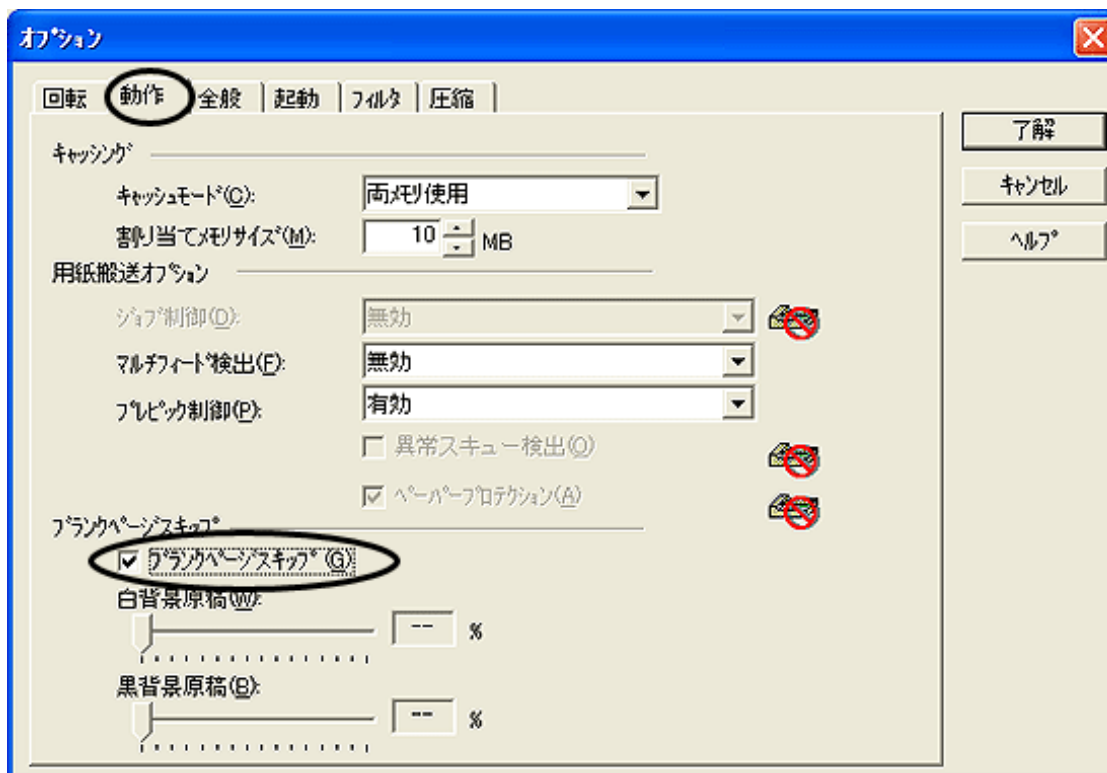 オプション
回転 動作 全般 起動 フィルタ 圧縮
了解
キャンセル
ヘルプ
キャッシング
キャッシュモード(C): 両メモリ使用
割り当てメモリサイズ(M): 10 MB
用紙搬送オプション
ジョブ制御(D): 無効
マルチフィード検出(F): 無効
プレピック制御(P): 有効
異常スキュー検出(O)
ペーパープロテクション(A)
ブランクページスキップ
ブランクページスキップ(G)
白背景原稿(W):
-- %
黒背景原稿(B):
-- %